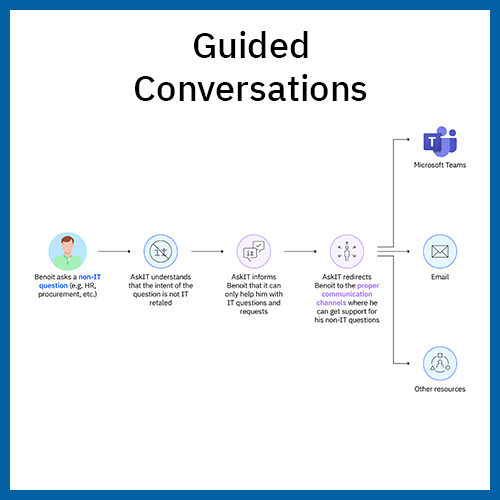 Guided
Conversations
Microsoft Teams
Benoit asks a non-IT
question (e.g. HR,
procurement, etc.)
AskIT understands
that the intent of the
question is not IT
retaled
AskIT informs
Benoit that it can
only help him with
IT questions and
requests
AskIT redirects
Benoit to the proper
communication
channels where he
can get support for
his non-IT questions
Email
Other resources